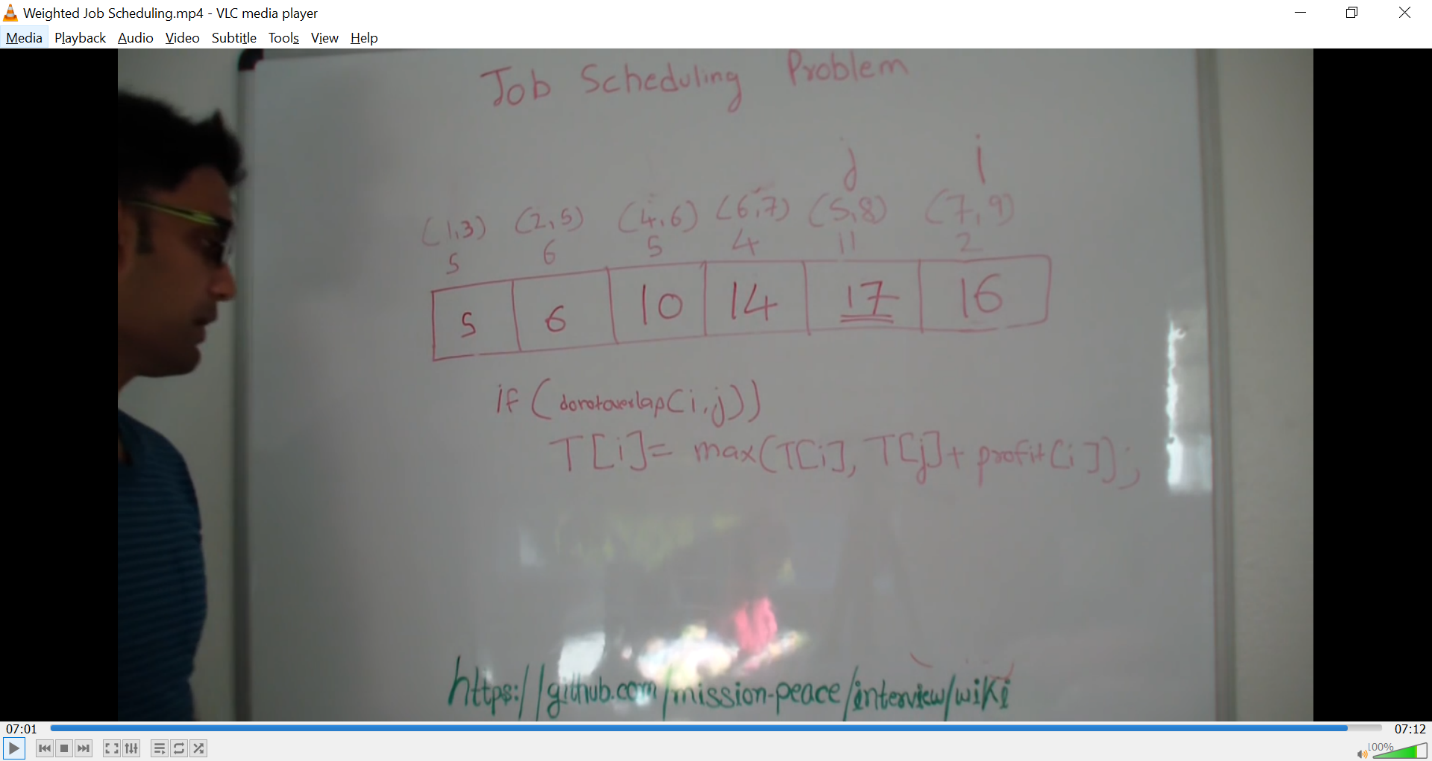 Weighted Job Scheduling.mp4 - VLC media player
Media Playback Audio Video Subtitle Tools View Help
Job Scheduling Problem
j i
(1,3) (2,5) (4,6) (6,7) (5,8) (7,9)
5 6 5 4 11 2
5 6 10 14 17 16
if (donotoverlap(i,j))
T[i]= max(T[i], T[j]+ profit[i]);
https://github.com/mission-peace/interview/wiki
07:01 07:12
100%